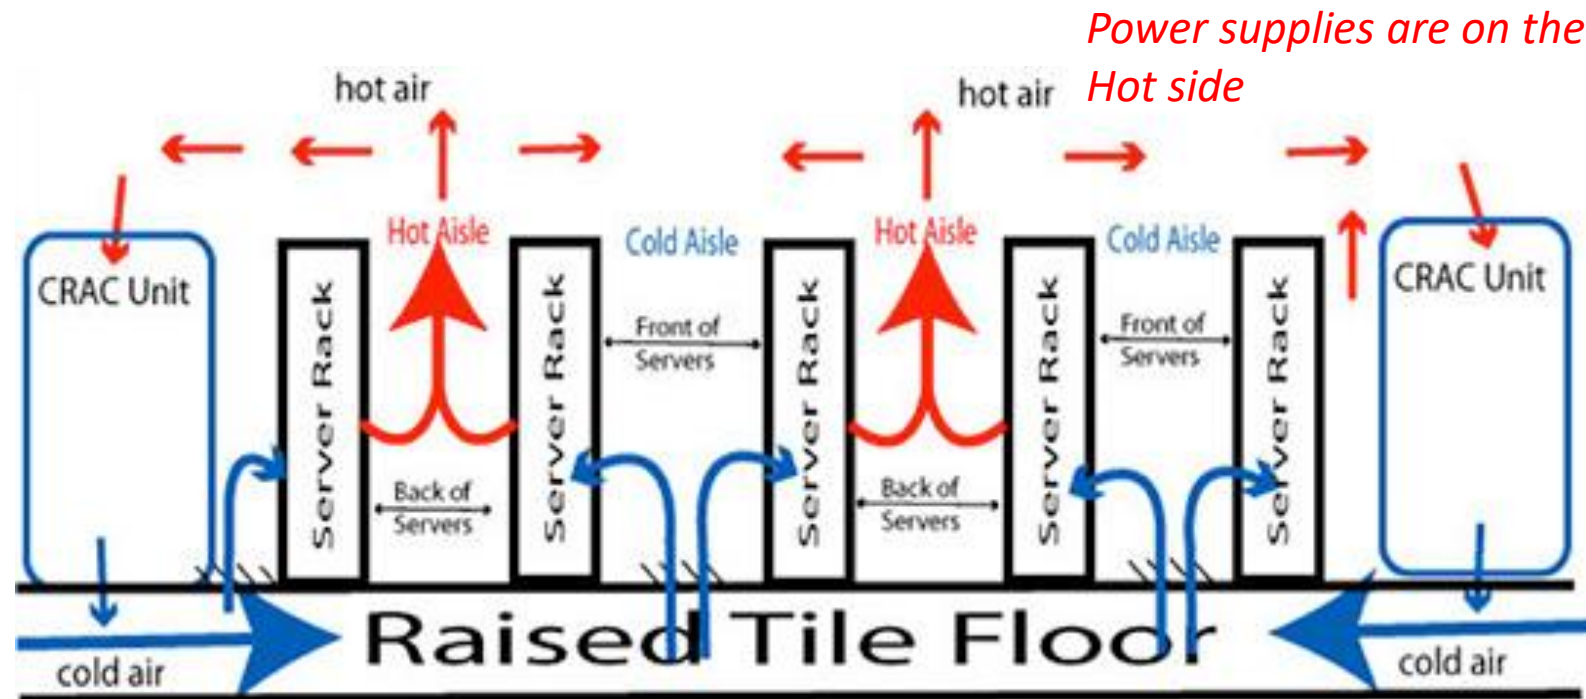 Power supplies are on the
Hot side
hot air
hot air
Hot Aisle
Cold Aisle
Hot Aisle
Cold Aisle
CRAC Unit
CRAC Unit
Server Rack
Server Rack
Server Rack
Server Rack
Server Rack
Front of
Servers
Front of
Servers
Back of
Servers
Back of
Servers
Raised Tile Floor
cold air
cold air